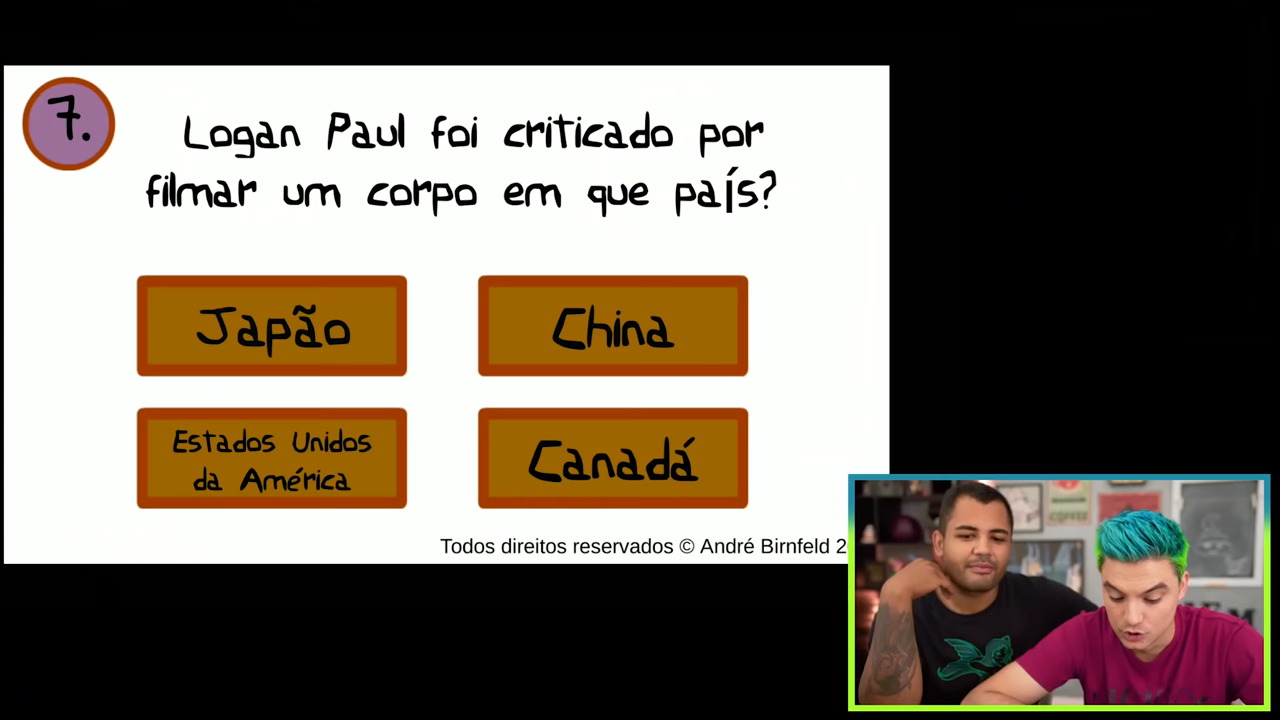 7.
Logan Paul foi criticado por
filmar um corpo em que país?
Japão
China
Estados Unidos
da América
Canadá
Todos direitos reservados © André Birnfeld
COFFEE